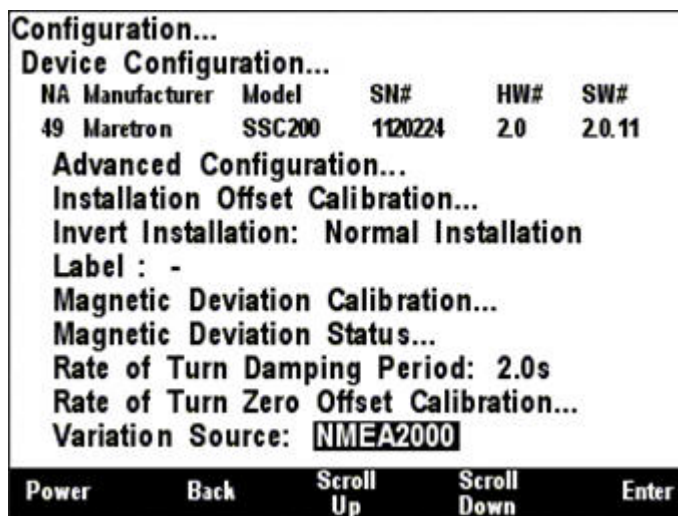 Configuration...
Device Configuration...
NA Manufacturer Model SN# HW# SW#
49 Maretron SSC200 1120224 2.0 2.0.11
Advanced Configuration...
Installation Offset Calibration...
Invert Installation: Normal Installation
Label : -
Magnetic Deviation Calibration...
Magnetic Deviation Status...
Rate of Turn Damping Period: 2.0s
Rate of Turn Zero Offset Calibration...
Variation Source: NMEA2000
Power Back Scroll Up Scroll Down Enter